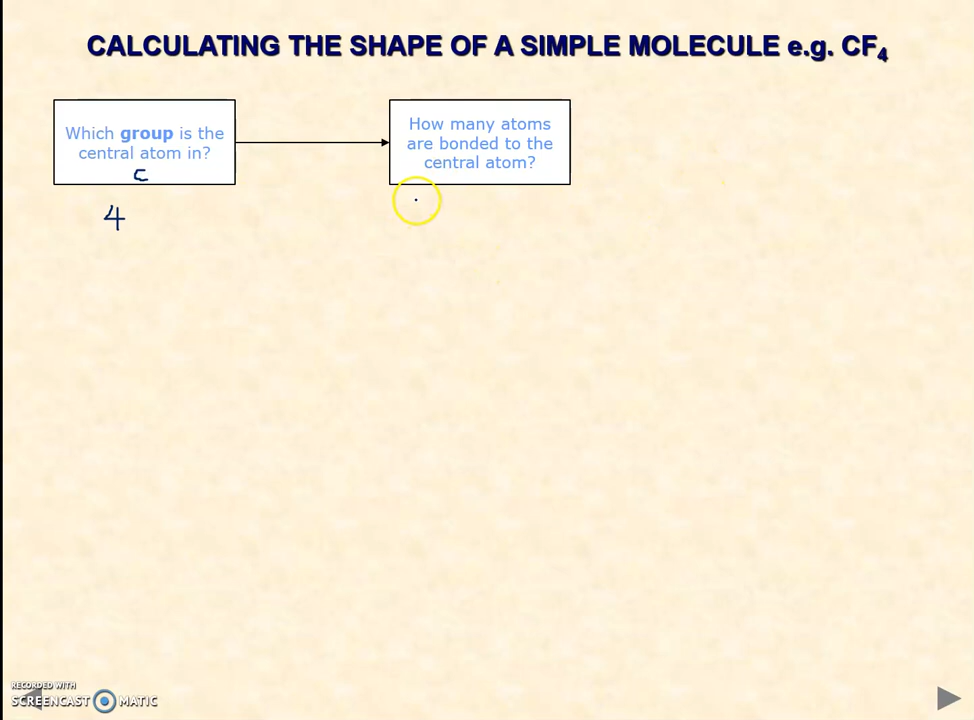 CALCULATING THE SHAPE OF A SIMPLE MOLECULE e.g. CF₄
Which group is the
central atom in?
C
4
How many atoms
are bonded to the
central atom?
RECORDED WITH
SCREENCAST MATIC